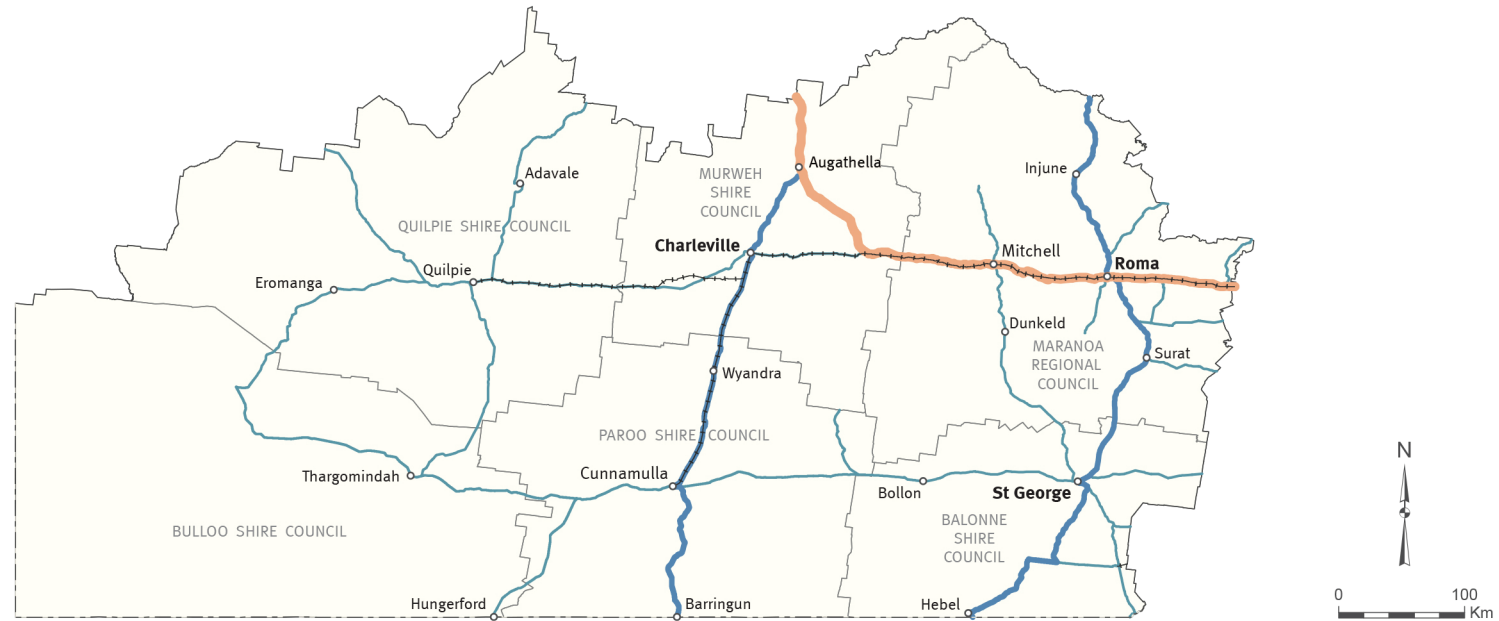 Adavale
Augathella
MURWEH
SHIRE
COUNCIL
Injune
QUILPIE SHIRE COUNCIL
Charleville
Mitchell
Roma
Quilpie
Eromanga
Dunkeld
MARANOA
REGIONAL
COUNCIL
Surat
Wyandra
PAROO SHIRE COUNCIL
Thargomindah
Cunnamulla
Bollon
St George
N
BULLOO SHIRE COUNCIL
BALONNE
SHIRE
COUNCIL
Hungerford
Barringun
Hebel
0 100
Km